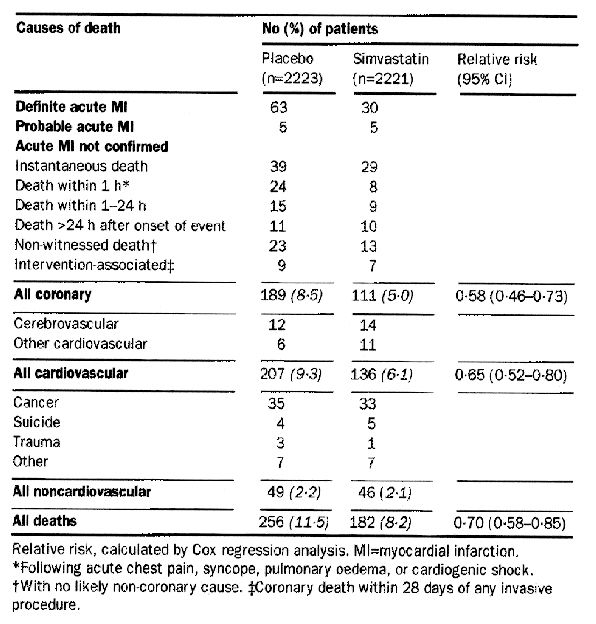 Causes of death No (%) of patients
Placebo Simvastatin Relative risk
(n=2223) (n=2221) (95% CI)
Definite acute MI 63 30
Probable acute MI 5 5
Acute MI not confirmed
Instantaneous death 39 29
Death within 1 h* 24 8
Death within 1–24 h 15 9
Death >24 h after onset of event 11 10
Non-witnessed death† 23 13
Intervention-associated‡ 9 7
All coronary 189 (8·5) 111 (5·0) 0·58 (0·46–0·73)
Cerebrovascular 12 14
Other cardiovascular 6 11
All cardiovascular 207 (9·3) 136 (6·1) 0·65 (0·52–0·80)
Cancer 35 33
Suicide 4 5
Trauma 3 1
Other 7 7
All noncardiovascular 49 (2·2) 46 (2·1)
All deaths 256 (11·5) 182 (8·2) 0·70 (0·58–0·85)
Relative risk, calculated by Cox regression analysis. MI=myocardial infarction.
*Following acute chest pain, syncope, pulmonary oedema, or cardiogenic shock.
†With no likely non-coronary cause. ‡Coronary death within 28 days of any invasive
procedure.